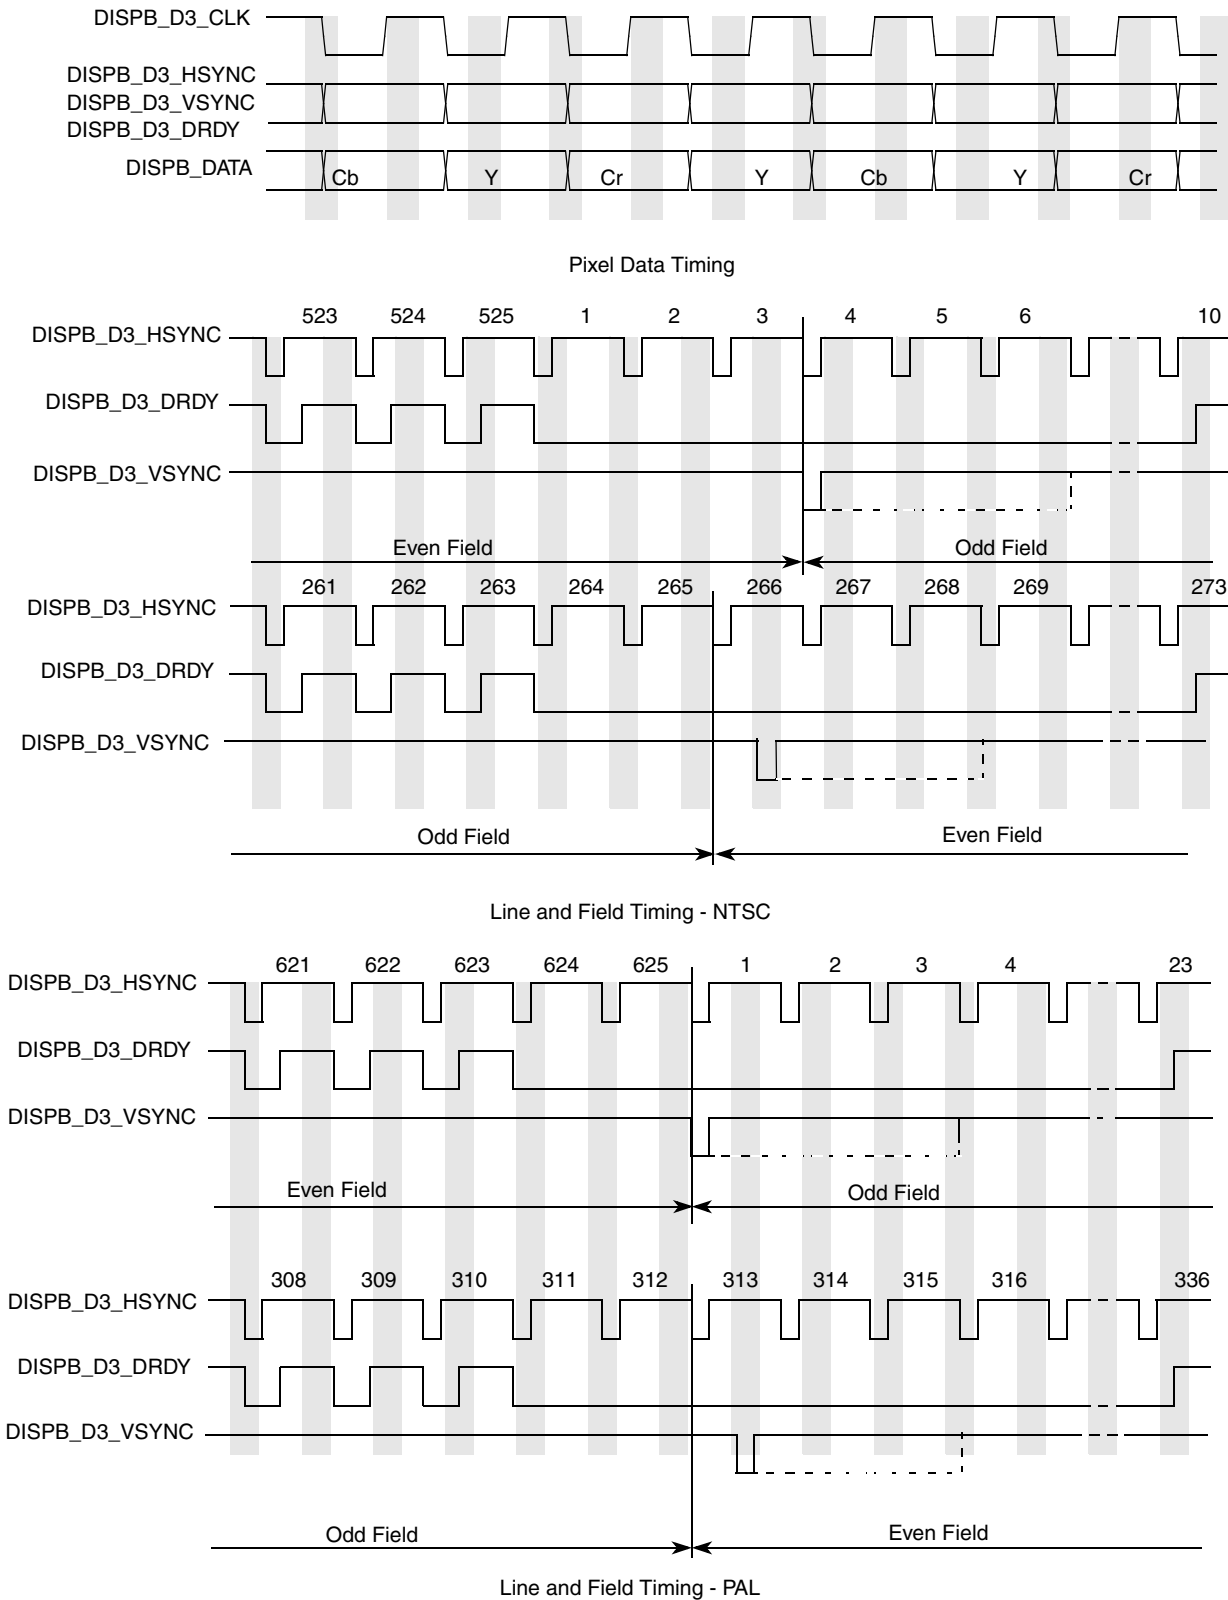 DISPB_D3_CLK
DISPB_D3_HSYNC
DISPB_D3_VSYNC
DISPB_D3_DRDY
DISPB_DATA Cb Y Cr Y Cb Y Cr
Pixel Data Timing
523 524 525 1 2 3 4 5 6 10
DISPB_D3_HSYNC
DISPB_D3_DRDY
DISPB_D3_VSYNC
Even Field Odd Field
261 262 263 264 265 266 267 268 269 273
DISPB_D3_HSYNC
DISPB_D3_DRDY
DISPB_D3_VSYNC
Odd Field Even Field
Line and Field Timing - NTSC
621 622 623 624 625 1 2 3 4 23
DISPB_D3_HSYNC
DISPB_D3_DRDY
DISPB_D3_VSYNC
Even Field Odd Field
308 309 310 311 312 313 314 315 316 336
DISPB_D3_HSYNC
DISPB_D3_DRDY
DISPB_D3_VSYNC
Odd Field Even Field
Line and Field Timing - PAL